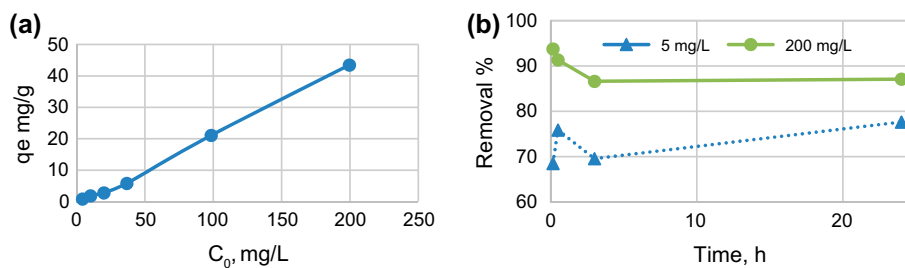 (a)
50
40
30
20
10
0
qe mg/g
0 50 100 150 200 250
C₀, mg/L
(b)
100
90
80
70
60
Removal %
5 mg/L 200 mg/L
0 10 20
Time, h